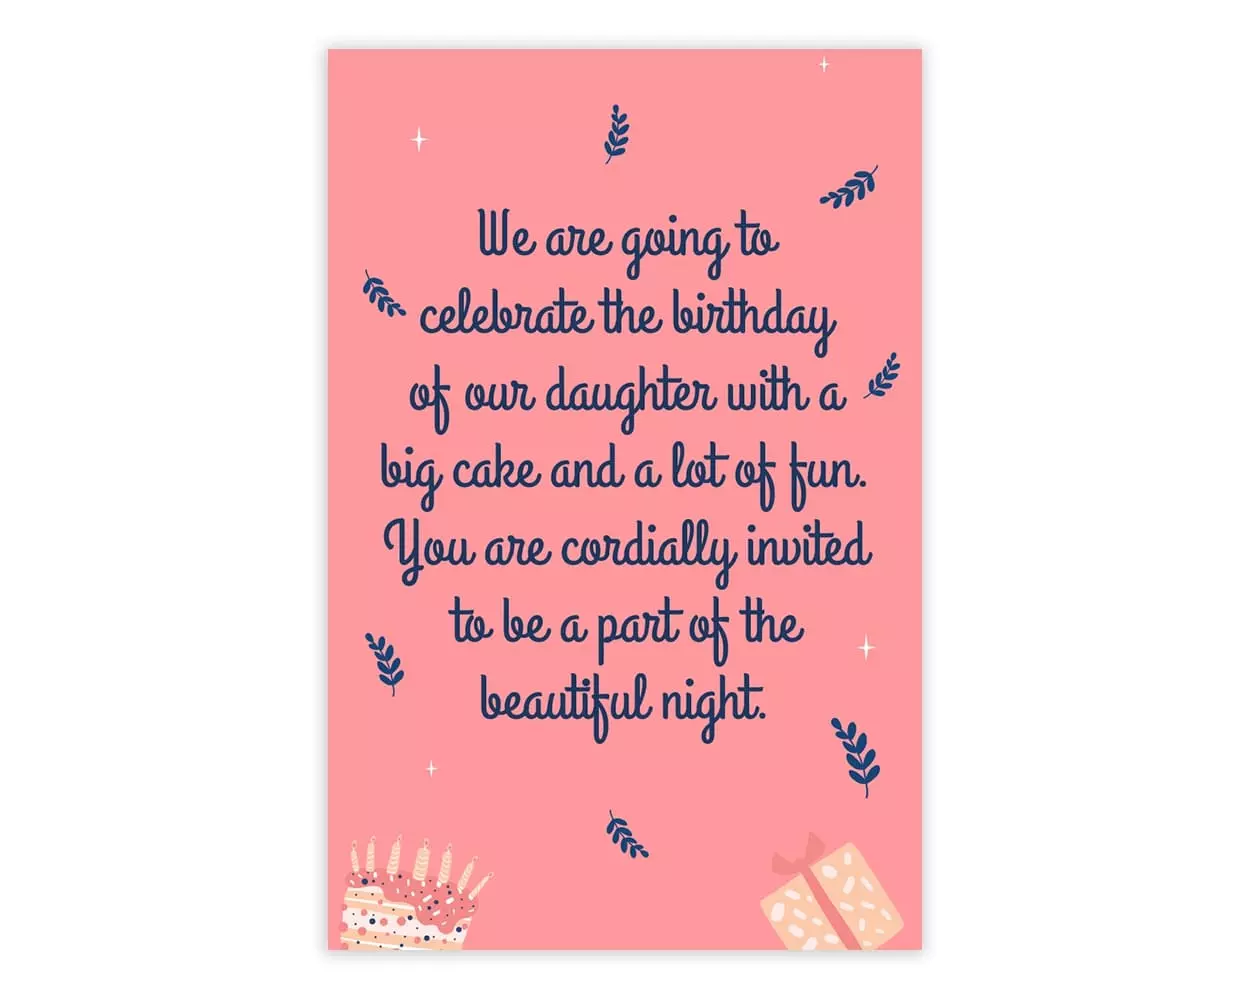 We are going to
celebrate the birthday
of our daughter with a
big cake and a lot of fun.
You are cordially invited
to be a part of the
beautiful night.